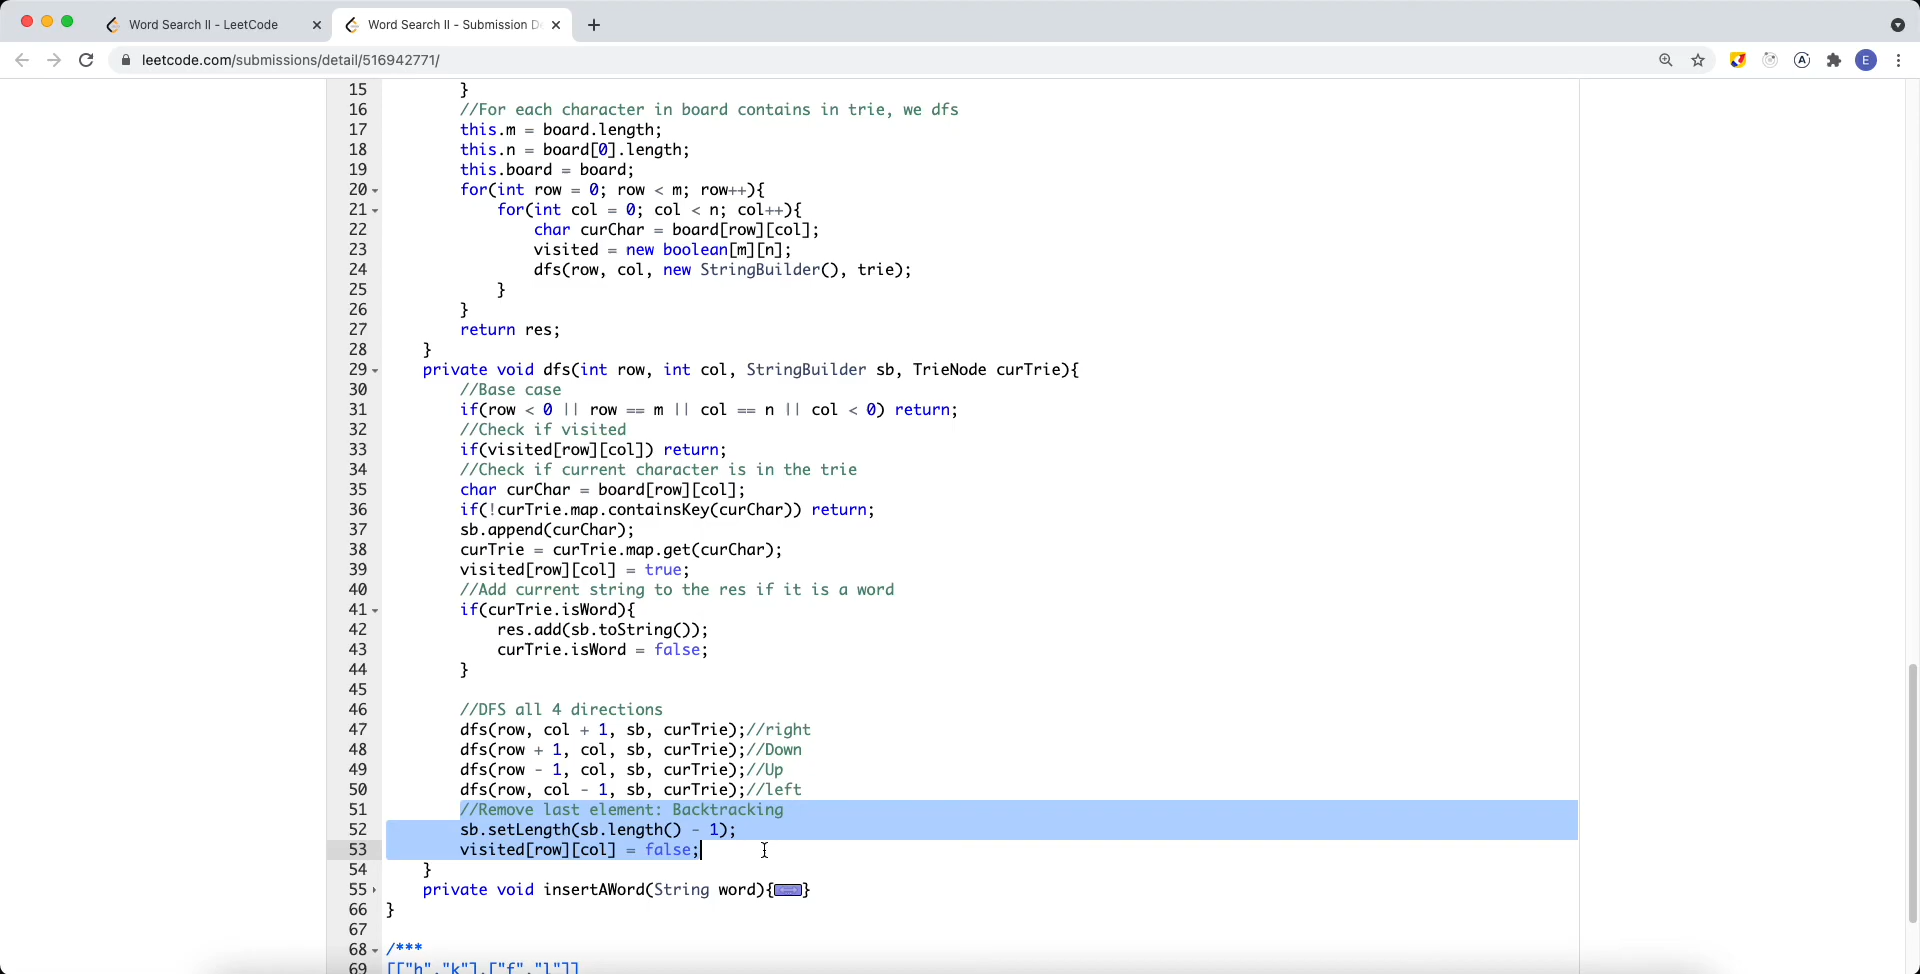 Word Search II - LeetCode
Word Search II - Submission D
leetcode.com/submissions/detail/516942771/
E
15 }
16 //For each character in board contains in trie, we dfs
17 this.m = board.length;
18 this.n = board[0].length;
19 this.board = board;
20 for(int row = 0; row < m; row++){
21 for(int col = 0; col < n; col++){
22 char curChar = board[row][col];
23 visited = new boolean[m][n];
24 dfs(row, col, new StringBuilder(), trie);
25 }
26 }
27 return res;
28 }
29 private void dfs(int row, int col, StringBuilder sb, TrieNode curTrie){
30 //Base case
31 if(row < 0 || row == m || col == n || col < 0) return;
32 //Check if visited
33 if(visited[row][col]) return;
34 //Check if current character is in the trie
35 char curChar = board[row][col];
36 if(!curTrie.map.containsKey(curChar)) return;
37 sb.append(curChar);
38 curTrie = curTrie.map.get(curChar);
39 visited[row][col] = true;
40 //Add current string to the res if it is a word
41 if(curTrie.isWord){
42 res.add(sb.toString());
43 curTrie.isWord = false;
44 }
45
46 //DFS all 4 directions
47 dfs(row, col + 1, sb, curTrie);//right
48 dfs(row + 1, col, sb, curTrie);//Down
49 dfs(row - 1, col, sb, curTrie);//Up
50 dfs(row, col - 1, sb, curTrie);//left
51 //Remove last element: Backtracking
52 sb.setLength(sb.length() - 1);
53 visited[row][col] = false;
54 }
55 private void insertAWord(String word){}
66 }
67
68 /***
69 [["h","k"],["f","l"]]